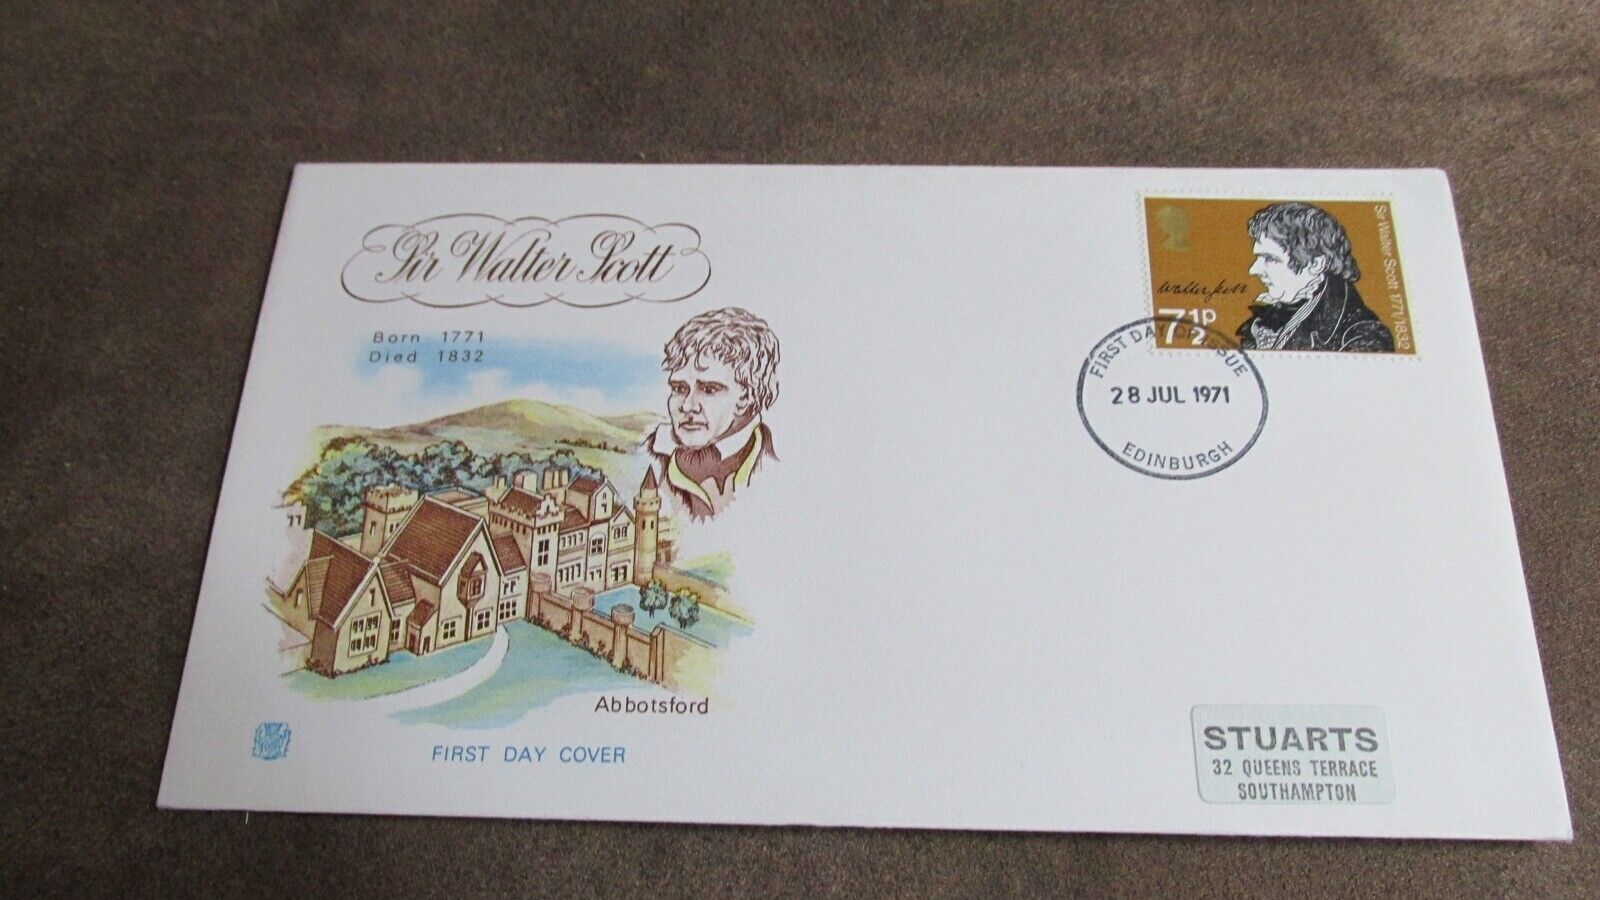 Sir Walter Scott
Born 1771
Died 1832
Abbotsford
FIRST DAY COVER
Sir Walter Scott 1771-1832
Walter Scott
7½P
FIRST DAY OF ISSUE
28 JUL 1971
EDINBURGH
STUARTS
32 QUEENS TERRACE
SOUTHAMPTON